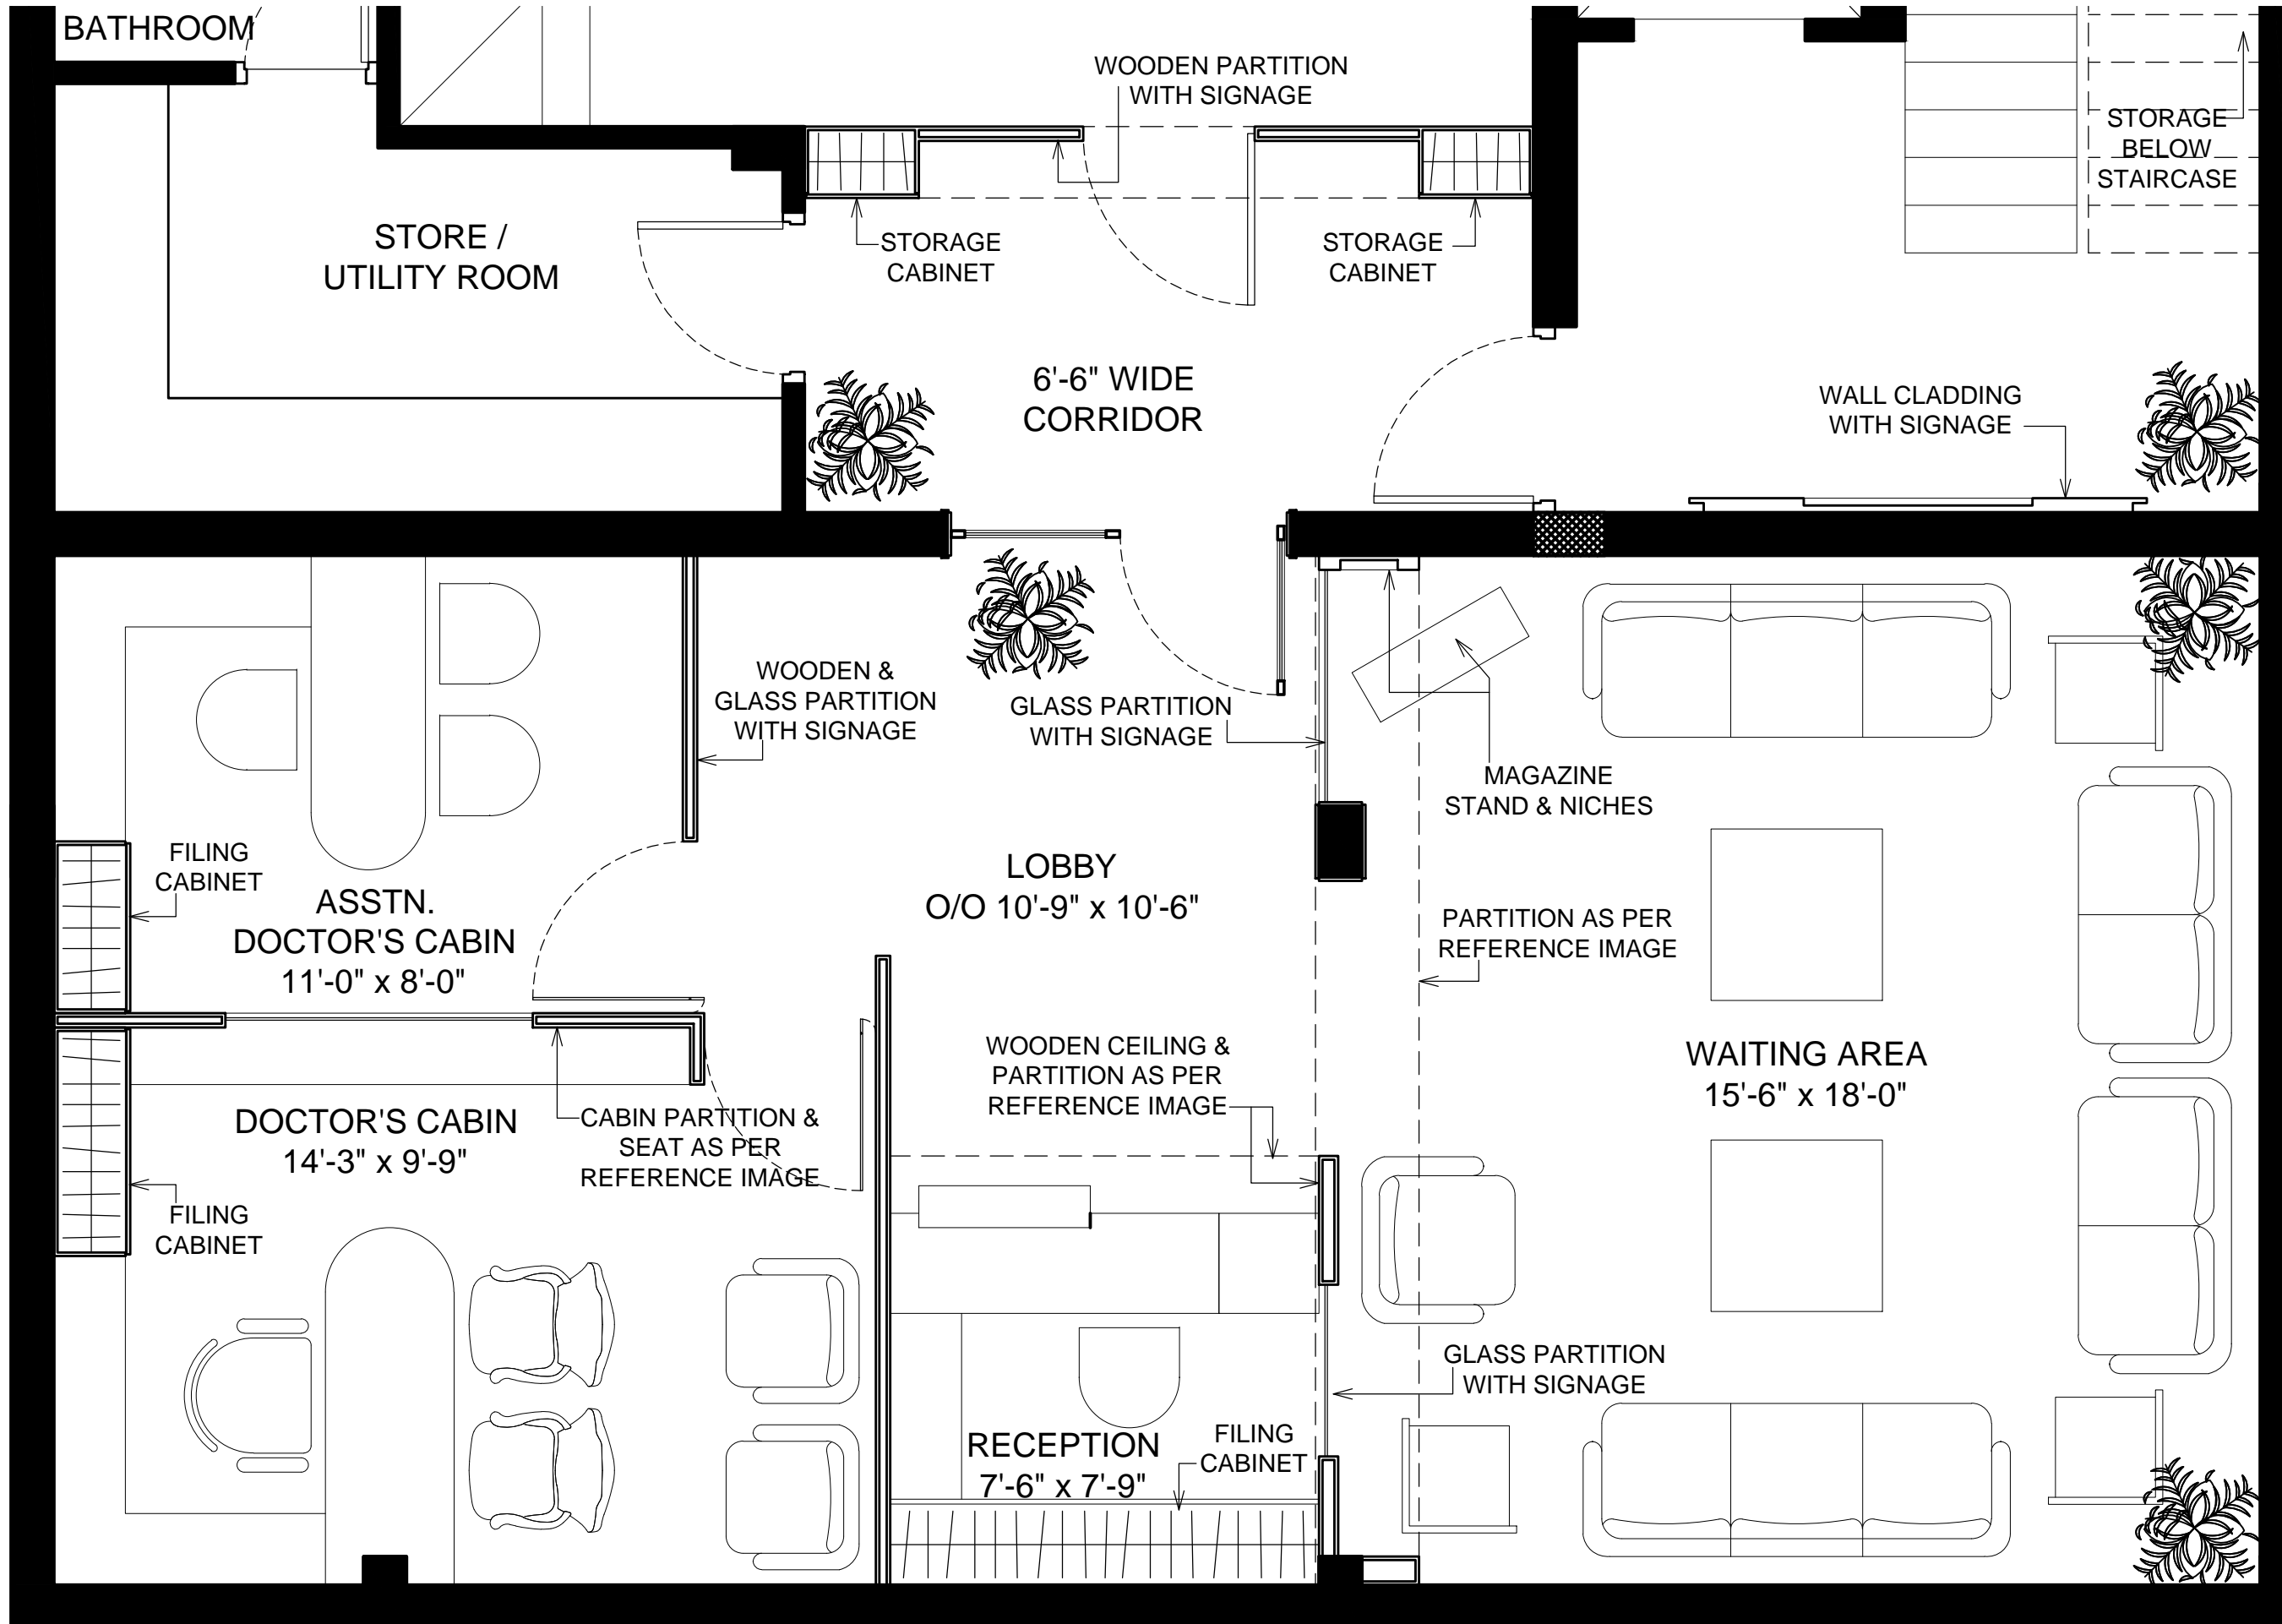 BATHROOM
WOODEN PARTITION
WITH SIGNAGE
STORAGE
BELOW
STAIRCASE
STORE /
UTILITY ROOM
STORAGE
CABINET
STORAGE
CABINET
6'-6" WIDE
CORRIDOR
WALL CLADDING
WITH SIGNAGE
WOODEN &
GLASS PARTITION
WITH SIGNAGE
GLASS PARTITION
WITH SIGNAGE
MAGAZINE
STAND & NICHES
FILING
CABINET
ASSTN.
DOCTOR'S CABIN
11'-0" x 8'-0"
LOBBY
O/O 10'-9" x 10'-6"
PARTITION AS PER
REFERENCE IMAGE
WOODEN CEILING &
PARTITION AS PER
REFERENCE IMAGE
WAITING AREA
15'-6" x 18'-0"
DOCTOR'S CABIN
14'-3" x 9'-9"
CABIN PARTITION &
SEAT AS PER
REFERENCE IMAGE
FILING
CABINET
GLASS PARTITION
WITH SIGNAGE
RECEPTION
7'-6" x 7'-9"
FILING
CABINET